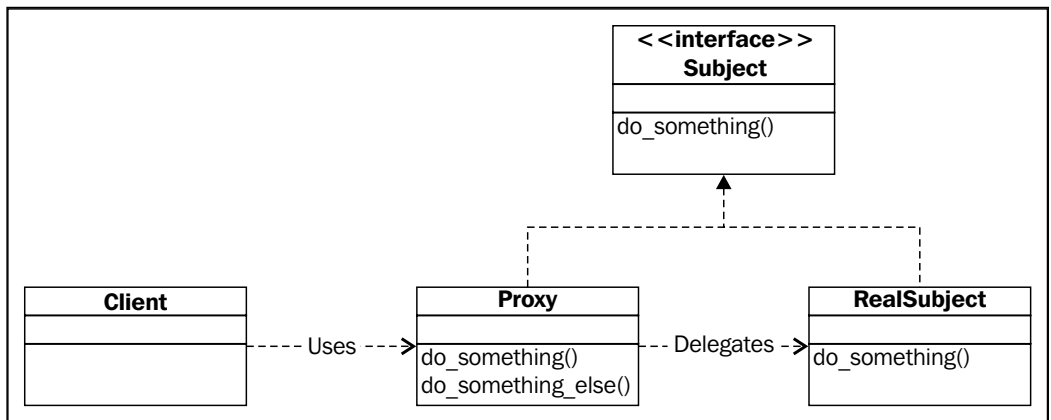 <<interface>>
Subject
do_something()
Client
Uses
Proxy
do_something()
do_something_else()
Delegates
RealSubject
do_something()